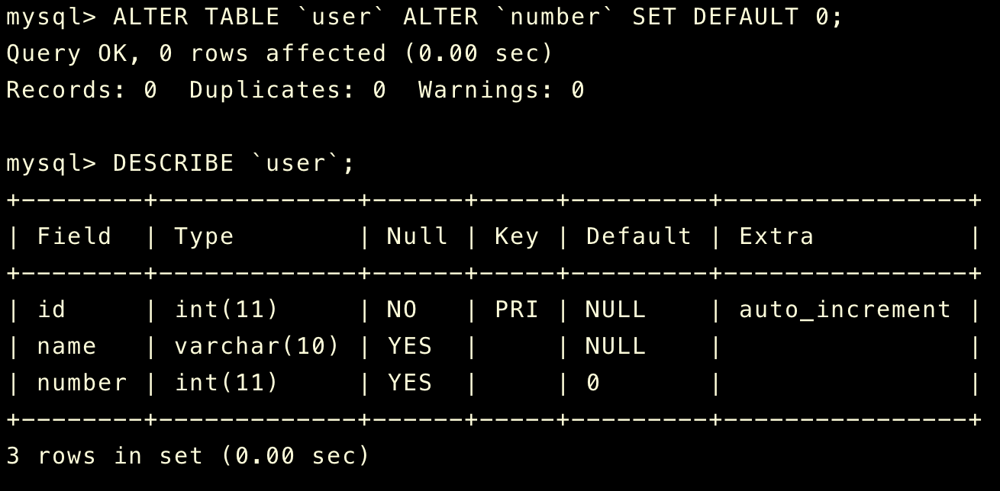 mysql> ALTER TABLE `user` ALTER `number` SET DEFAULT 0;
Query OK, 0 rows affected (0.00 sec)
Records: 0  Duplicates: 0  Warnings: 0

mysql> DESCRIBE `user`;
+--------+-------------+------+-----+---------+----------------+
| Field  | Type        | Null | Key | Default | Extra          |
+--------+-------------+------+-----+---------+----------------+
| id     | int(11)     | NO   | PRI | NULL    | auto_increment |
| name   | varchar(10) | YES  |     | NULL    |                |
| number | int(11)     | YES  |     | 0       |                |
+--------+-------------+------+-----+---------+----------------+
3 rows in set (0.00 sec)